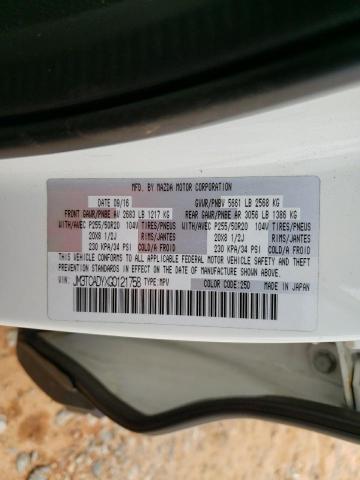 MFD. BY MAZDA MOTOR CORPORATION
DATE 09/16 GVWR/PNBV 5661 LB 2568 KG
FRONT GAWR/PNBE AV 2683 LB 1217 KG REAR GAWR/PNBE AR 3056 LB 1386 KG
WITH/AVEC P255/50R20 104V TIRES/PNEUS WITH/AVEC P255/50R20 104V TIRES/PNEUS
20X8 1/2J RIMS/JANTES 20X8 1/2J RIMS/JANTES
230 KPA/34 PSI COLD/A FROID 230 KPA/34 PSI COLD/A FROID
THIS VEHICLE CONFORMS TO ALL APPLICABLE FEDERAL MOTOR VEHICLE SAFETY,
BUMPER, AND THEFT PREVENTION STANDARDS IN EFFECT ON THE DATE OF
MANUFACTURE SHOWN ABOVE.
VIN: JM3TCADYXG0121758 TYPE:MPV COLOR CODE:25D MADE IN JAPAN